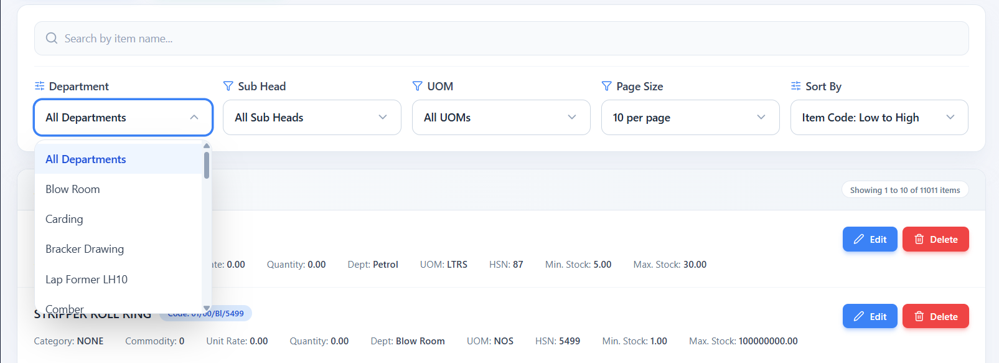 Search by item name...
Department
Sub Head
UOM
Page Size
Sort By
All Departments
All Sub Heads
All UOMs
10 per page
Item Code: Low to High
All Departments
Blow Room
Carding
Bracker Drawing
Lap Former LH10
Comber
Showing 1 to 10 of 11011 items
Edit
Delete
0.00 Quantity: 0.00 Dept: Petrol UOM: LTRS HSN: 87 Min. Stock: 5.00 Max. Stock: 30.00
STRIPPER ROLL RING Code: 01/00/Bl/5499
Edit
Delete
Category: NONE Commodity: 0 Unit Rate: 0.00 Quantity: 0.00 Dept: Blow Room UOM: NOS HSN: 5499 Min. Stock: 1.00 Max. Stock: 100000000.00